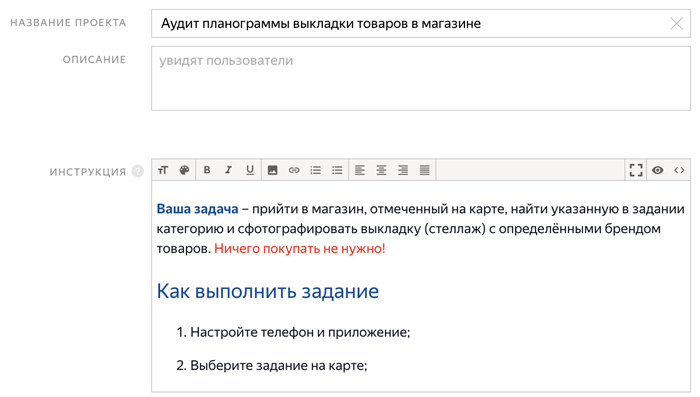 НАЗВАНИЕ ПРОЕКТА
Аудит планограммы выкладки товаров в магазине
ОПИСАНИЕ
увидят пользователи
ИНСТРУКЦИЯ ?
B I U
Ваша задача – прийти в магазин, отмеченный на карте, найти указанную в задании
категорию и сфотографировать выкладку (стеллаж) с определёнными брендом
товаров. Ничего покупать не нужно!
Как выполнить задание
1. Настройте телефон и приложение;
2. Выберите задание на карте;